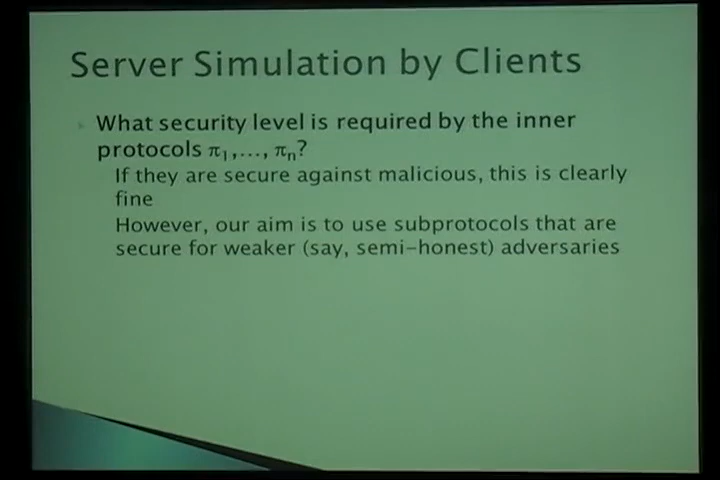 Server Simulation by Clients
What security level is required by the inner
protocols π1,..., πn?
If they are secure against malicious, this is clearly
fine
However, our aim is to use subprotocols that are
secure for weaker (say, semi-honest) adversaries